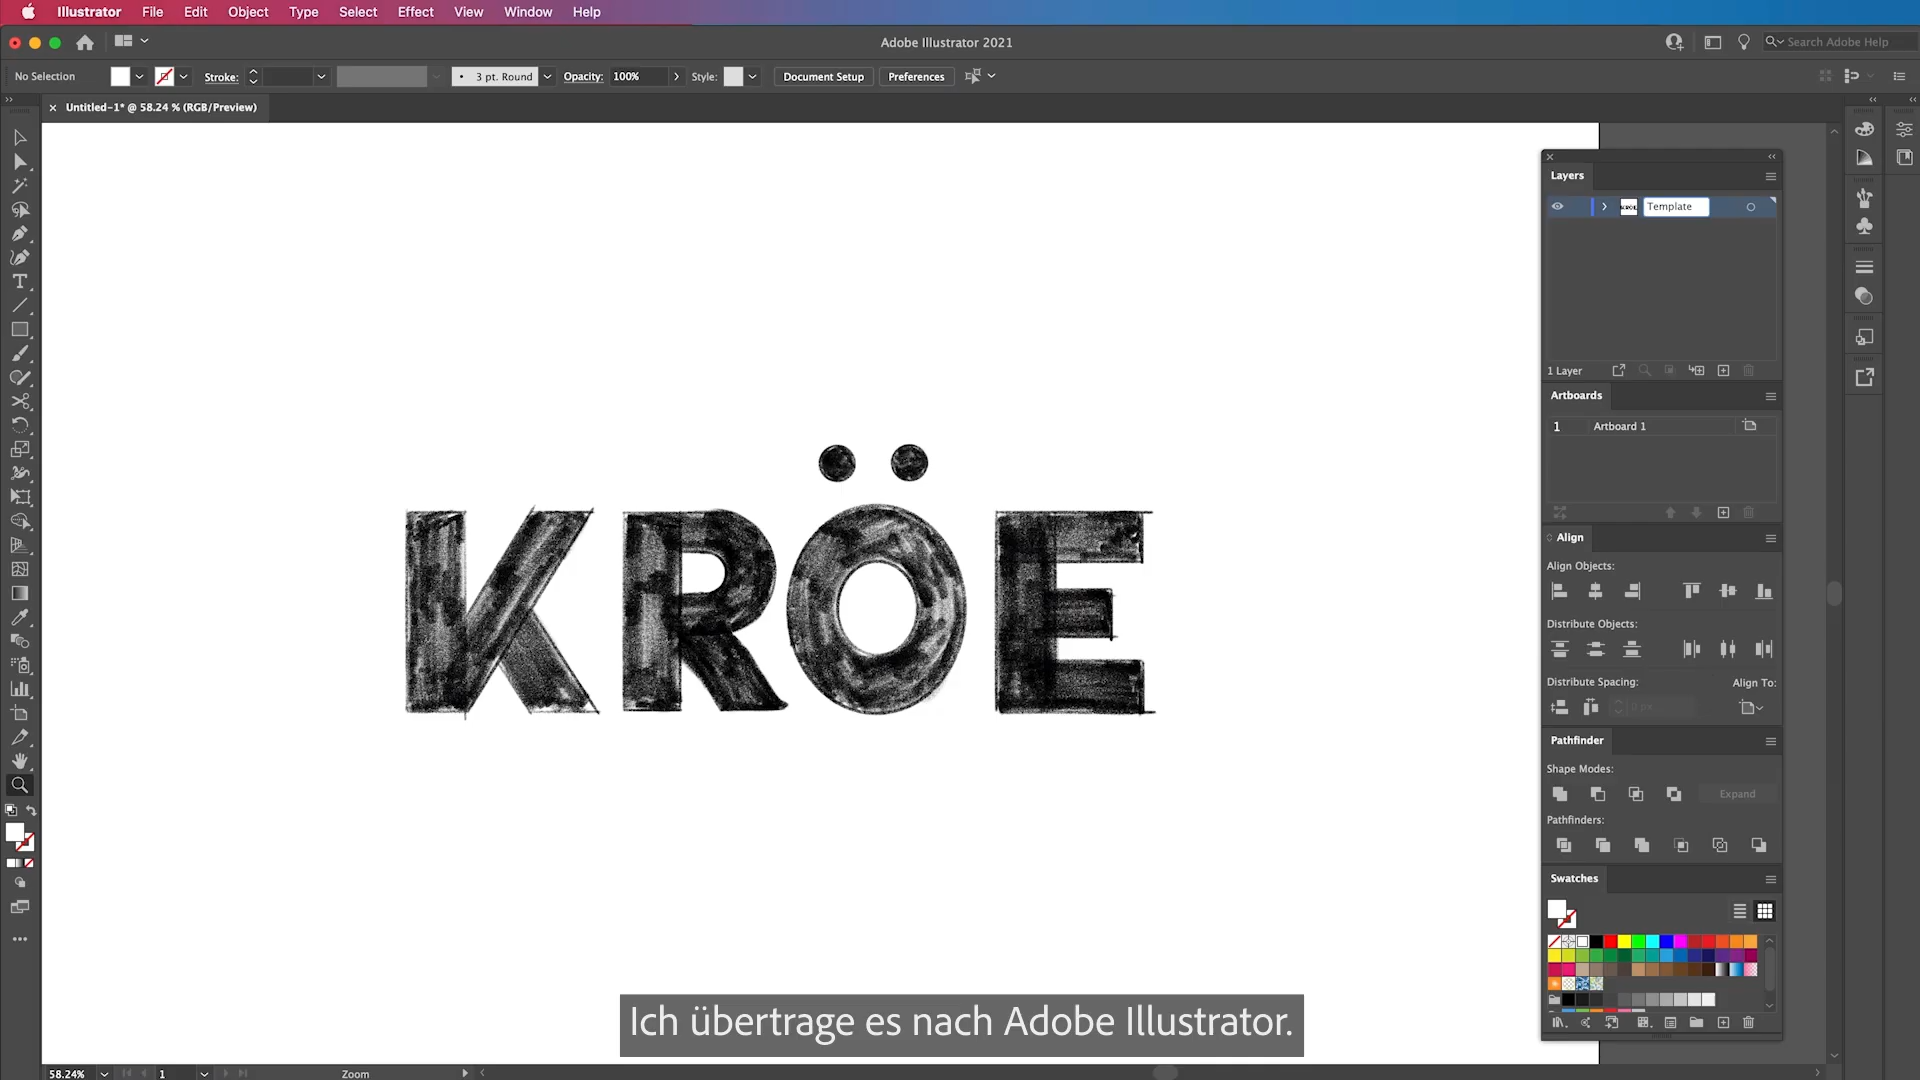 Illustrator File Edit Object Type Select Effect View Window Help
Adobe Illustrator 2021
Search Adobe Help
No Selection Stroke: 3 pt. Round Opacity: 100% Style: Document Setup Preferences
Untitled-1* @ 58.24 % (RGB/Preview)
Layers
Template
1 Layer
Artboards
1 Artboard 1
Align
Align Objects:
Distribute Objects:
Distribute Spacing: Align To:
0 px
Pathfinder
Shape Modes:
Expand
Pathfinders:
Swatches
KRÖE
Ich übertrage es nach Adobe Illustrator.
58.24% 1 Zoom